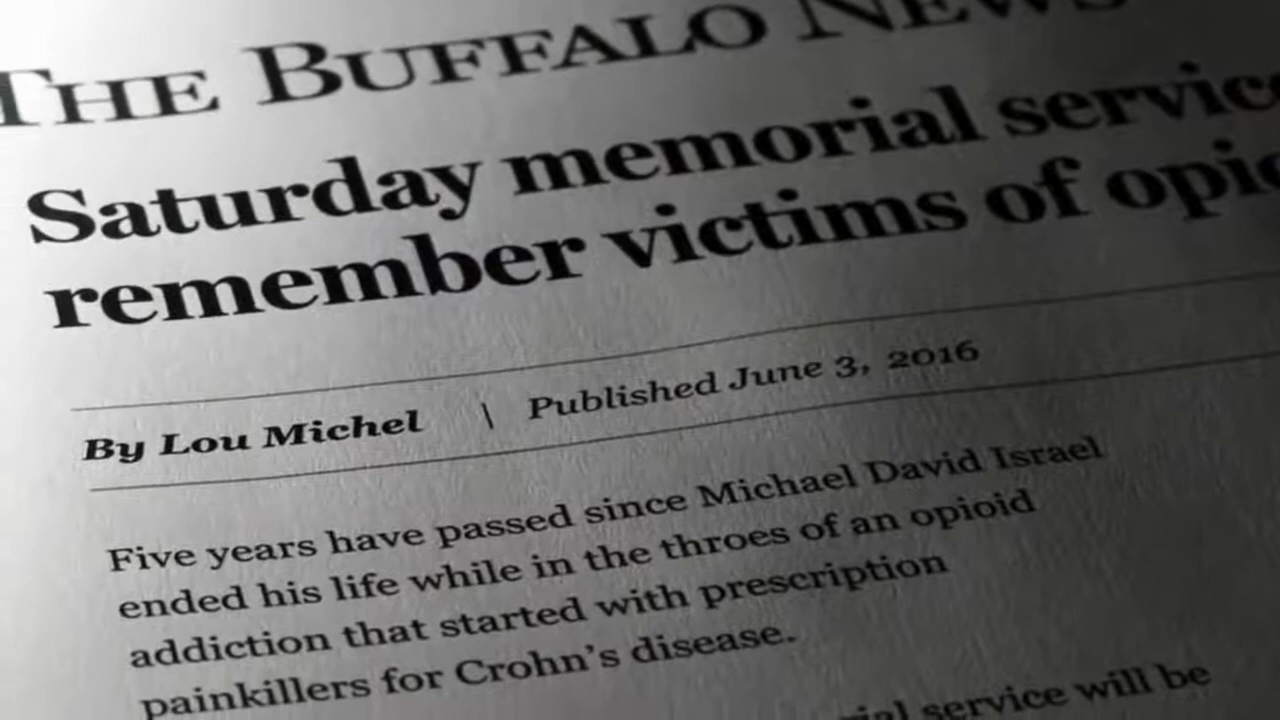 THE BUFFALO NEWS
Saturday memorial
remember victims of
By Lou Michel | Published June 3, 2016
Five years have passed since Michael David Israel
ended his life while in the throes of an opioid
addiction that started with prescription
painkillers for Crohn's disease.
service will be